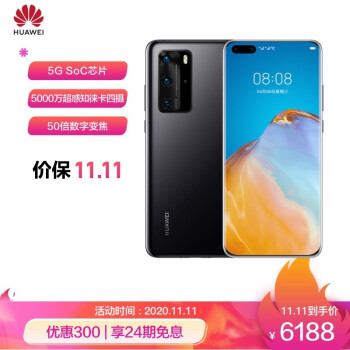 HUAWEI
5G SoC芯片
5000万超感知徕卡四摄
50倍数字变焦
价保 11.11
08:08
HUAWEI
活动时间:2020.11.11
11.11到手价
优惠300 | 享24期免息
¥6188